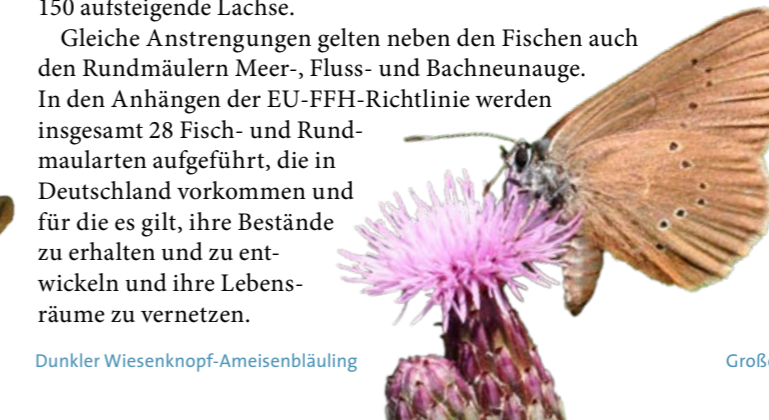 150 aufsteigende Lachse.
Gleiche Anstrengungen gelten neben den Fischen auch
den Rundmäulern Meer-, Fluss- und Bachneunauge.
In den Anhängen der EU-FFH-Richtlinie werden
insgesamt 28 Fisch- und Rund-
maularten aufgeführt, die in
Deutschland vorkommen und
für die es gilt, ihre Bestände
zu erhalten und zu ent-
wickeln und ihre Lebens-
räume zu vernetzen.
Dunkler Wiesenknopf-Ameisenbläuling